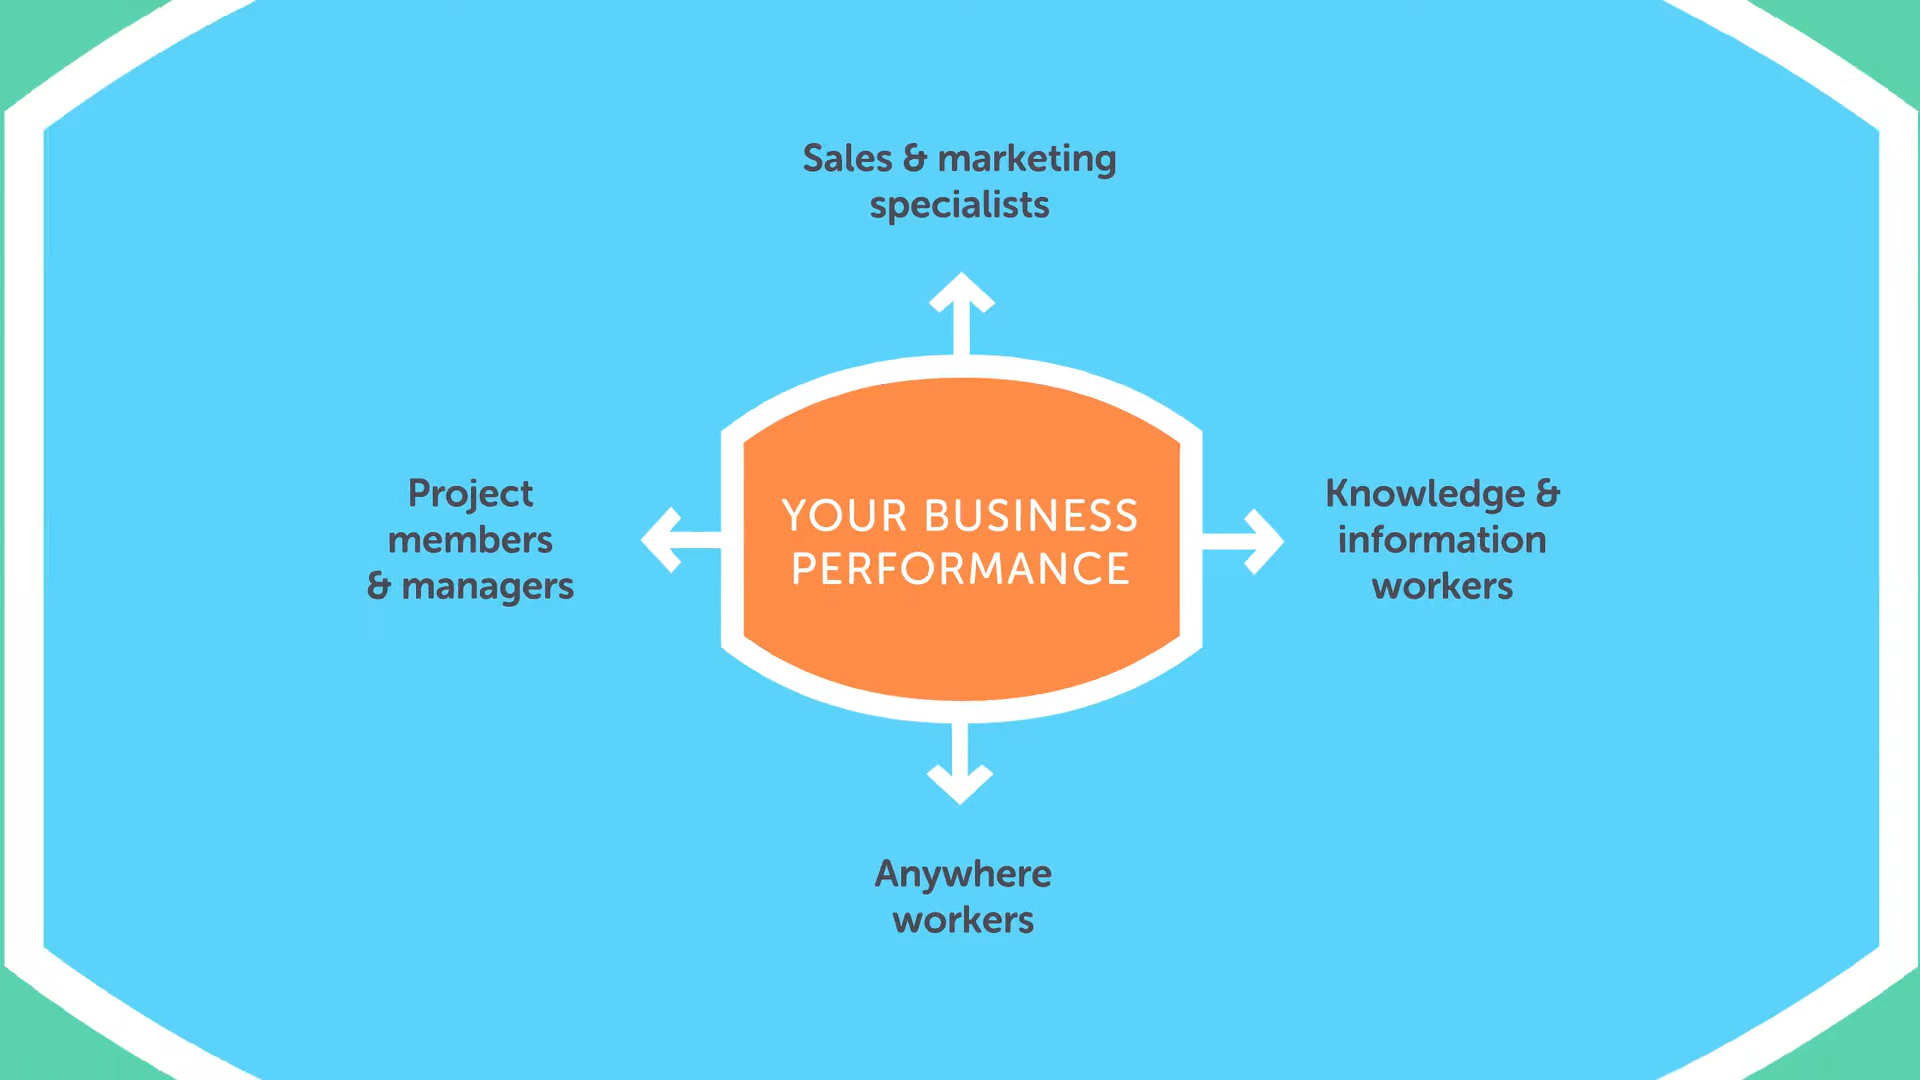 Sales & marketing
specialists
Project
members
& managers
YOUR BUSINESS
PERFORMANCE
Knowledge &
information
workers
Anywhere
workers